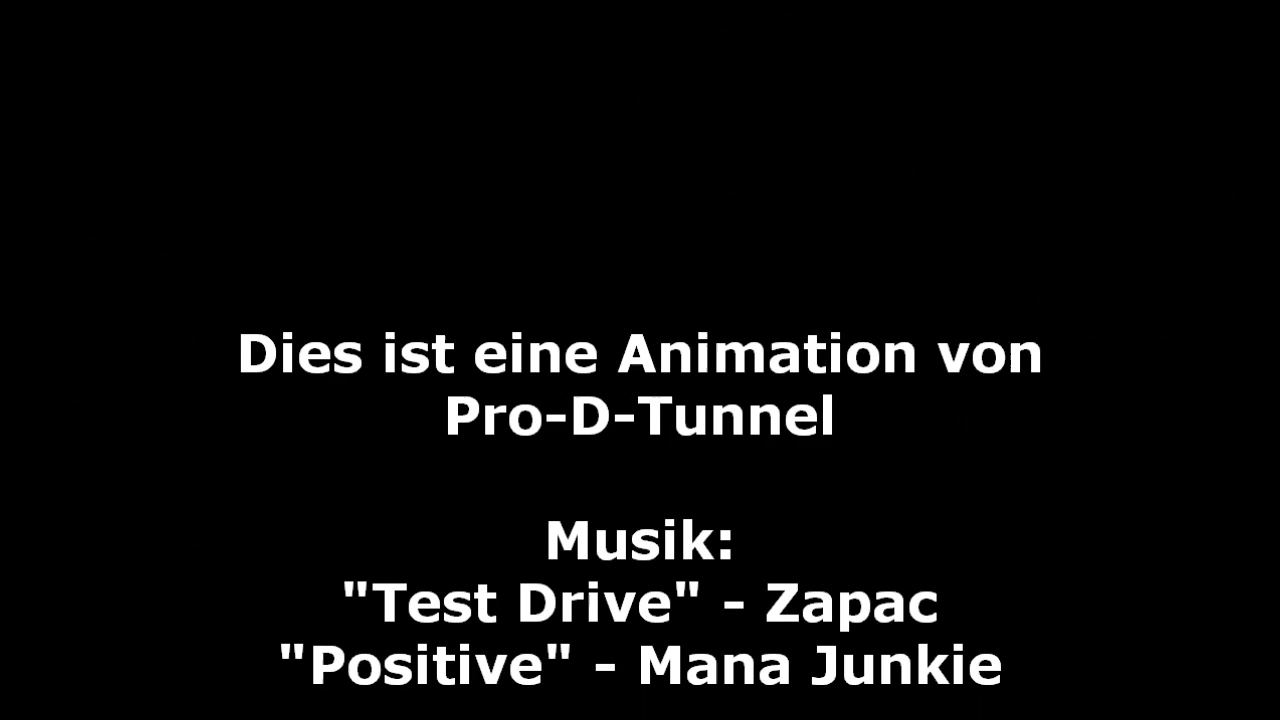 Dies ist eine Animation von
Pro-D-Tunnel
Musik:
"Test Drive" - Zapac
"Positive" - Mana Junkie